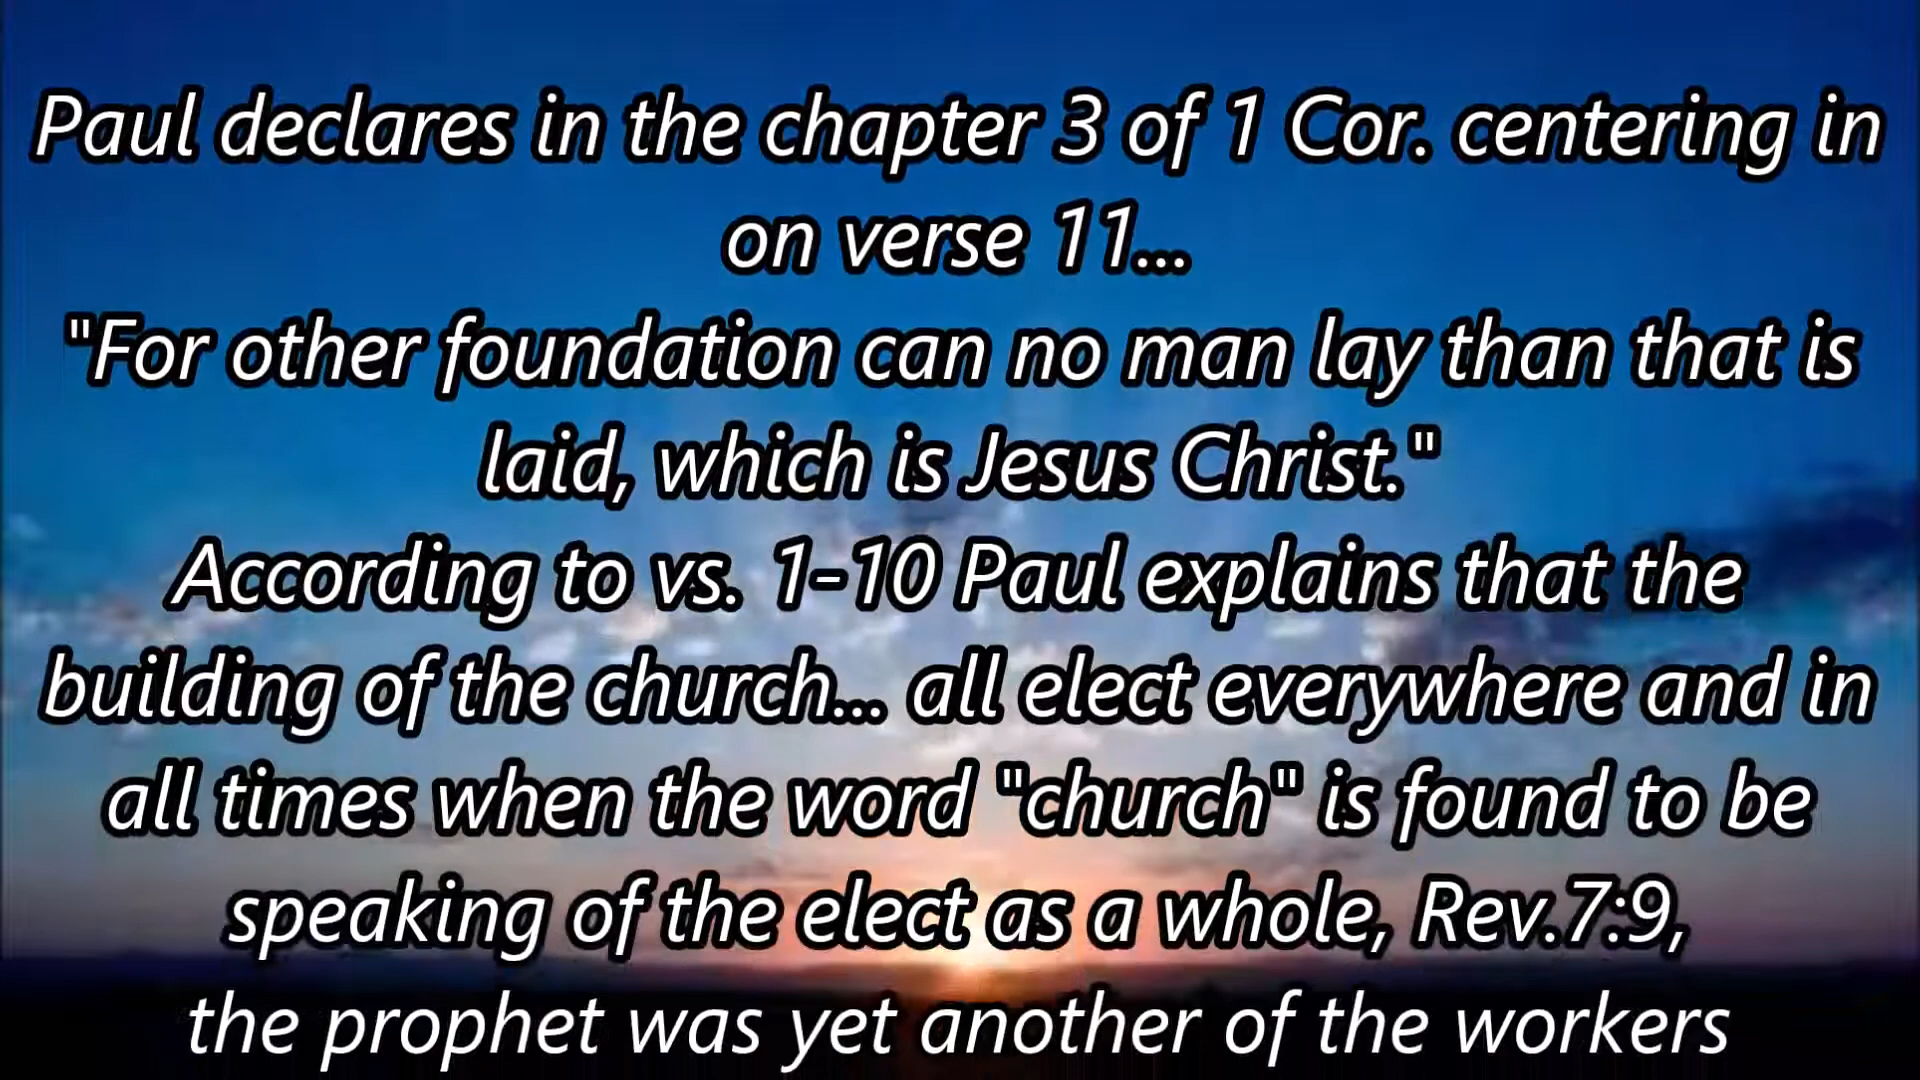 Paul declares in the chapter 3 of 1 Cor. centering in
on verse 11...
"For other foundation can no man lay than that is
laid, which is Jesus Christ."
According to vs. 1-10 Paul explains that the
building of the church... all elect everywhere and in
all times when the word "church" is found to be
speaking of the elect as a whole, Rev.7:9,
the prophet was yet another of the workers